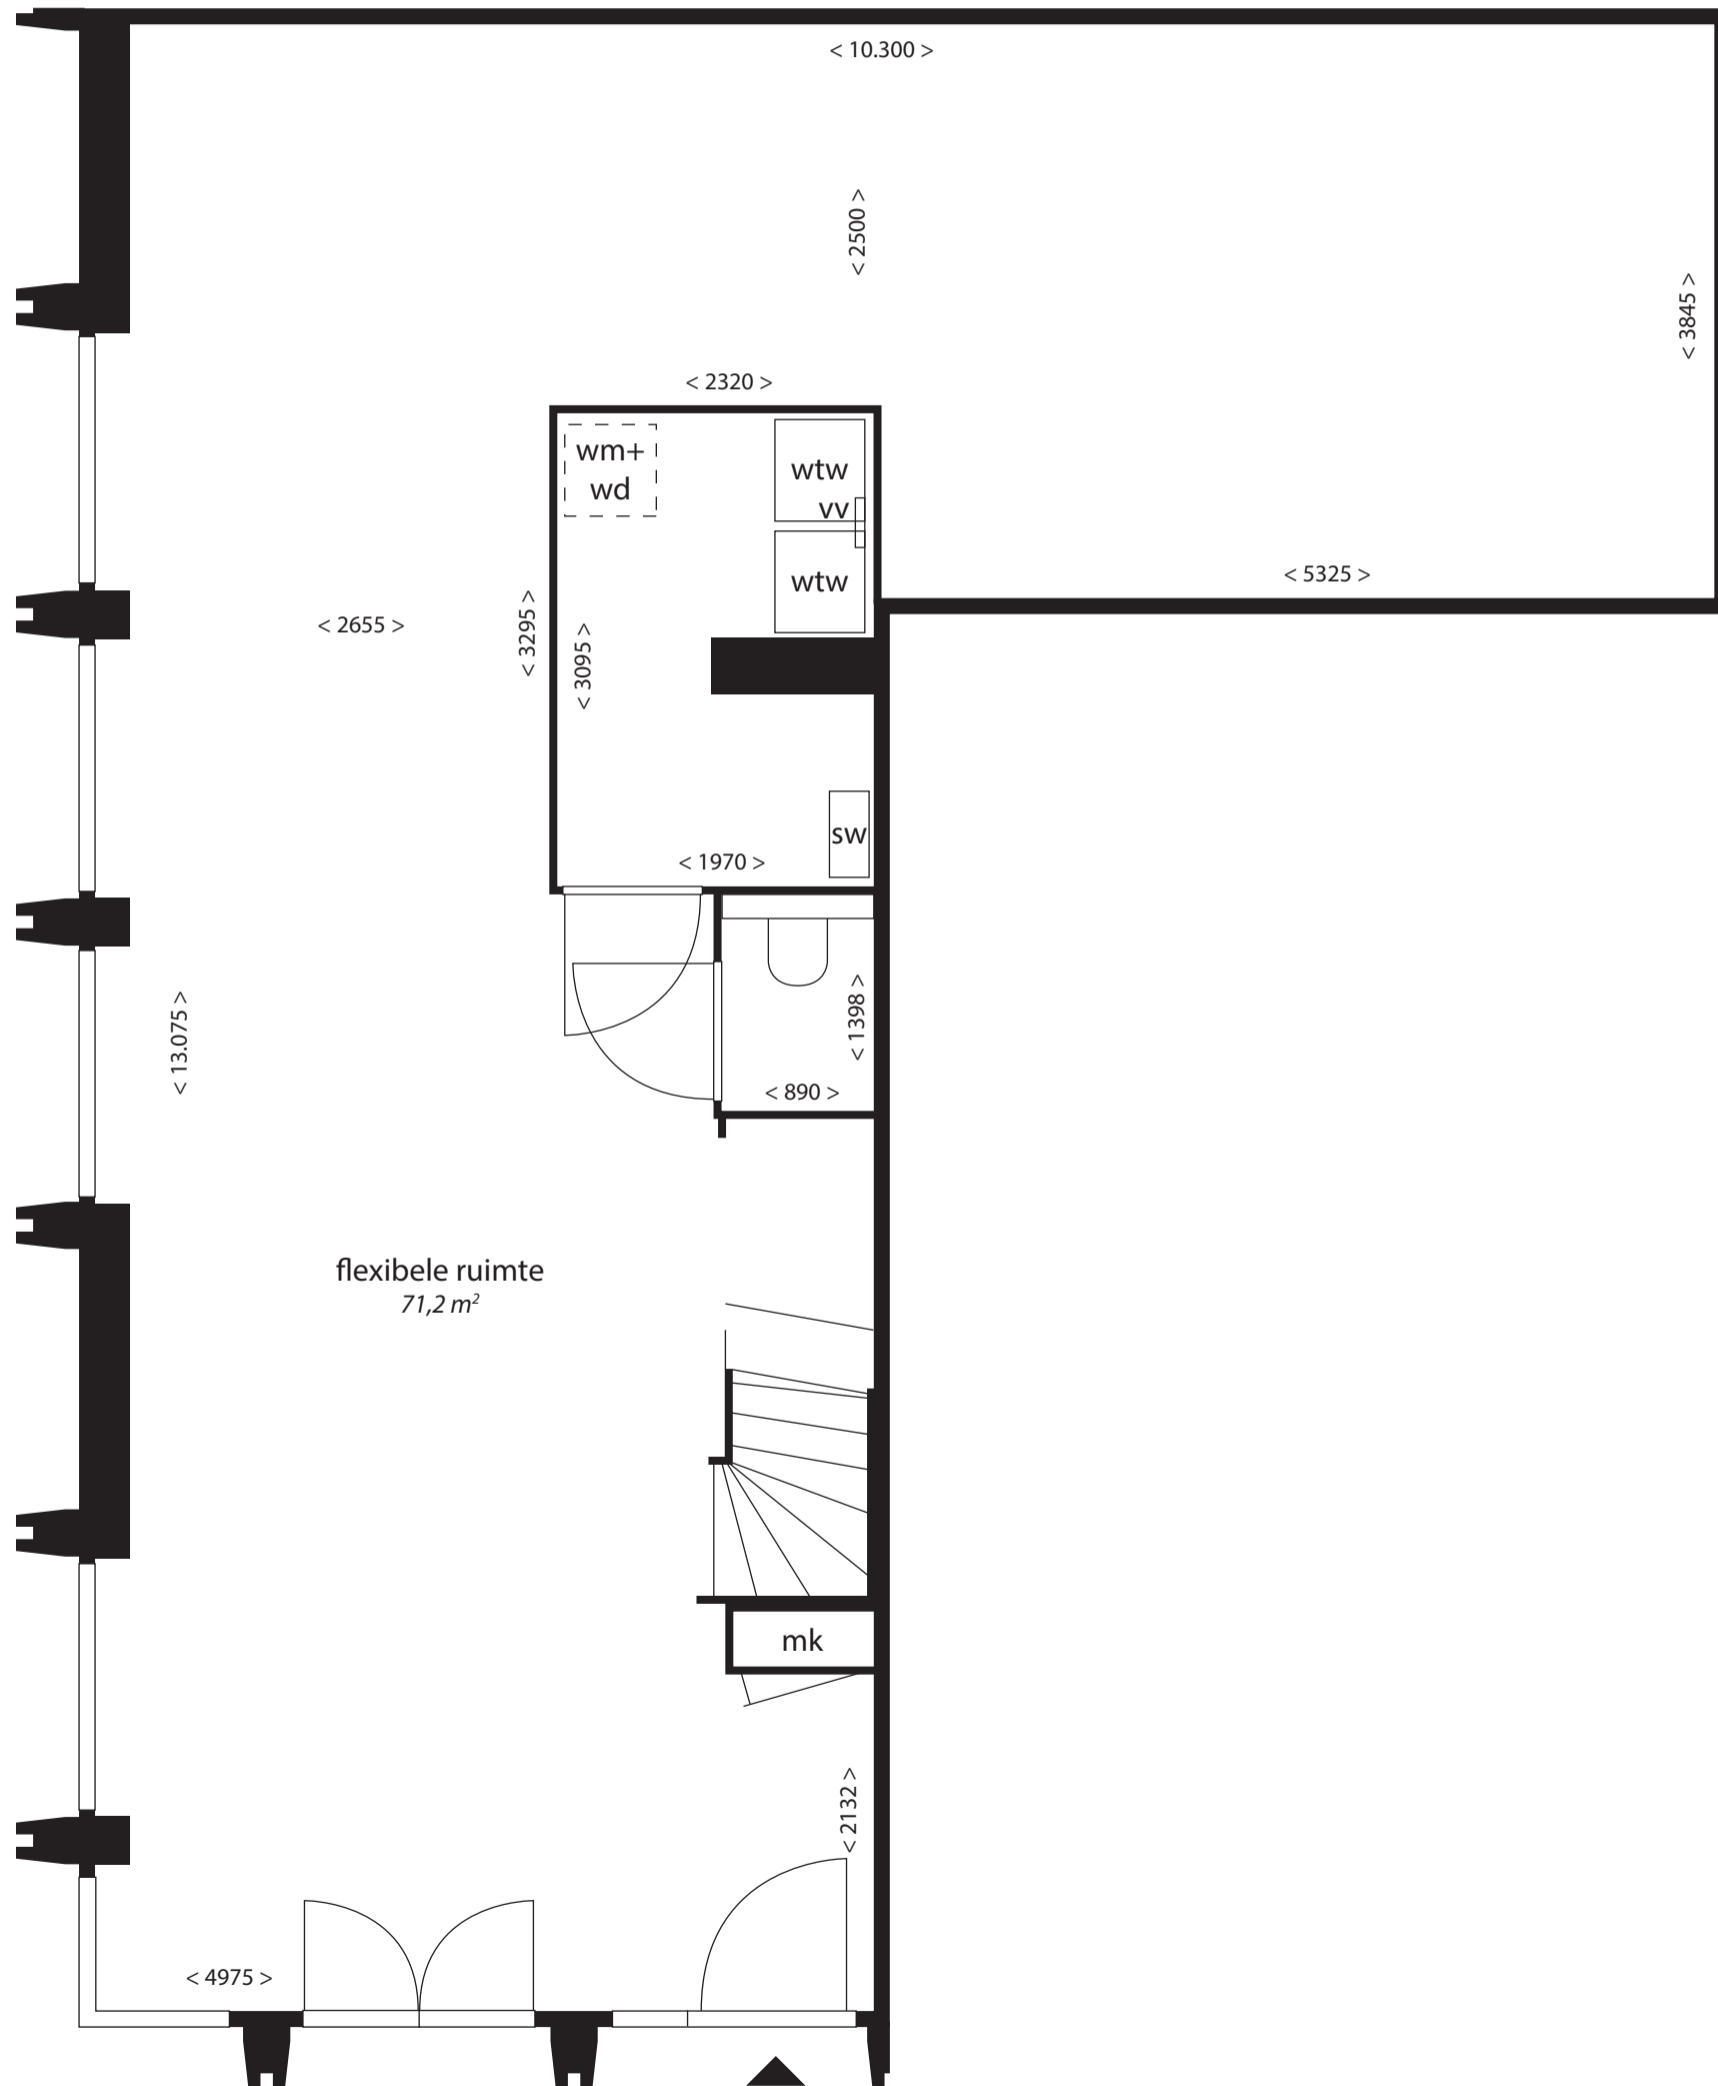 < 10.300 >
< 2500 >
< 3845 >
< 2320 >
wm+
wd
wtw
vv
wtw
< 5325 >
< 2655 >
< 3295 >
< 3095 >
sw
< 1970 >
< 13.075 >
< 1398 >
< 890 >
flexibele ruimte
71,2 m²
mk
< 2132 >
< 4975 >